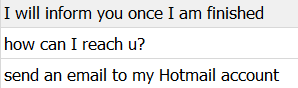 I will inform you once I am finished
how can I reach u?
send an email to my Hotmail account